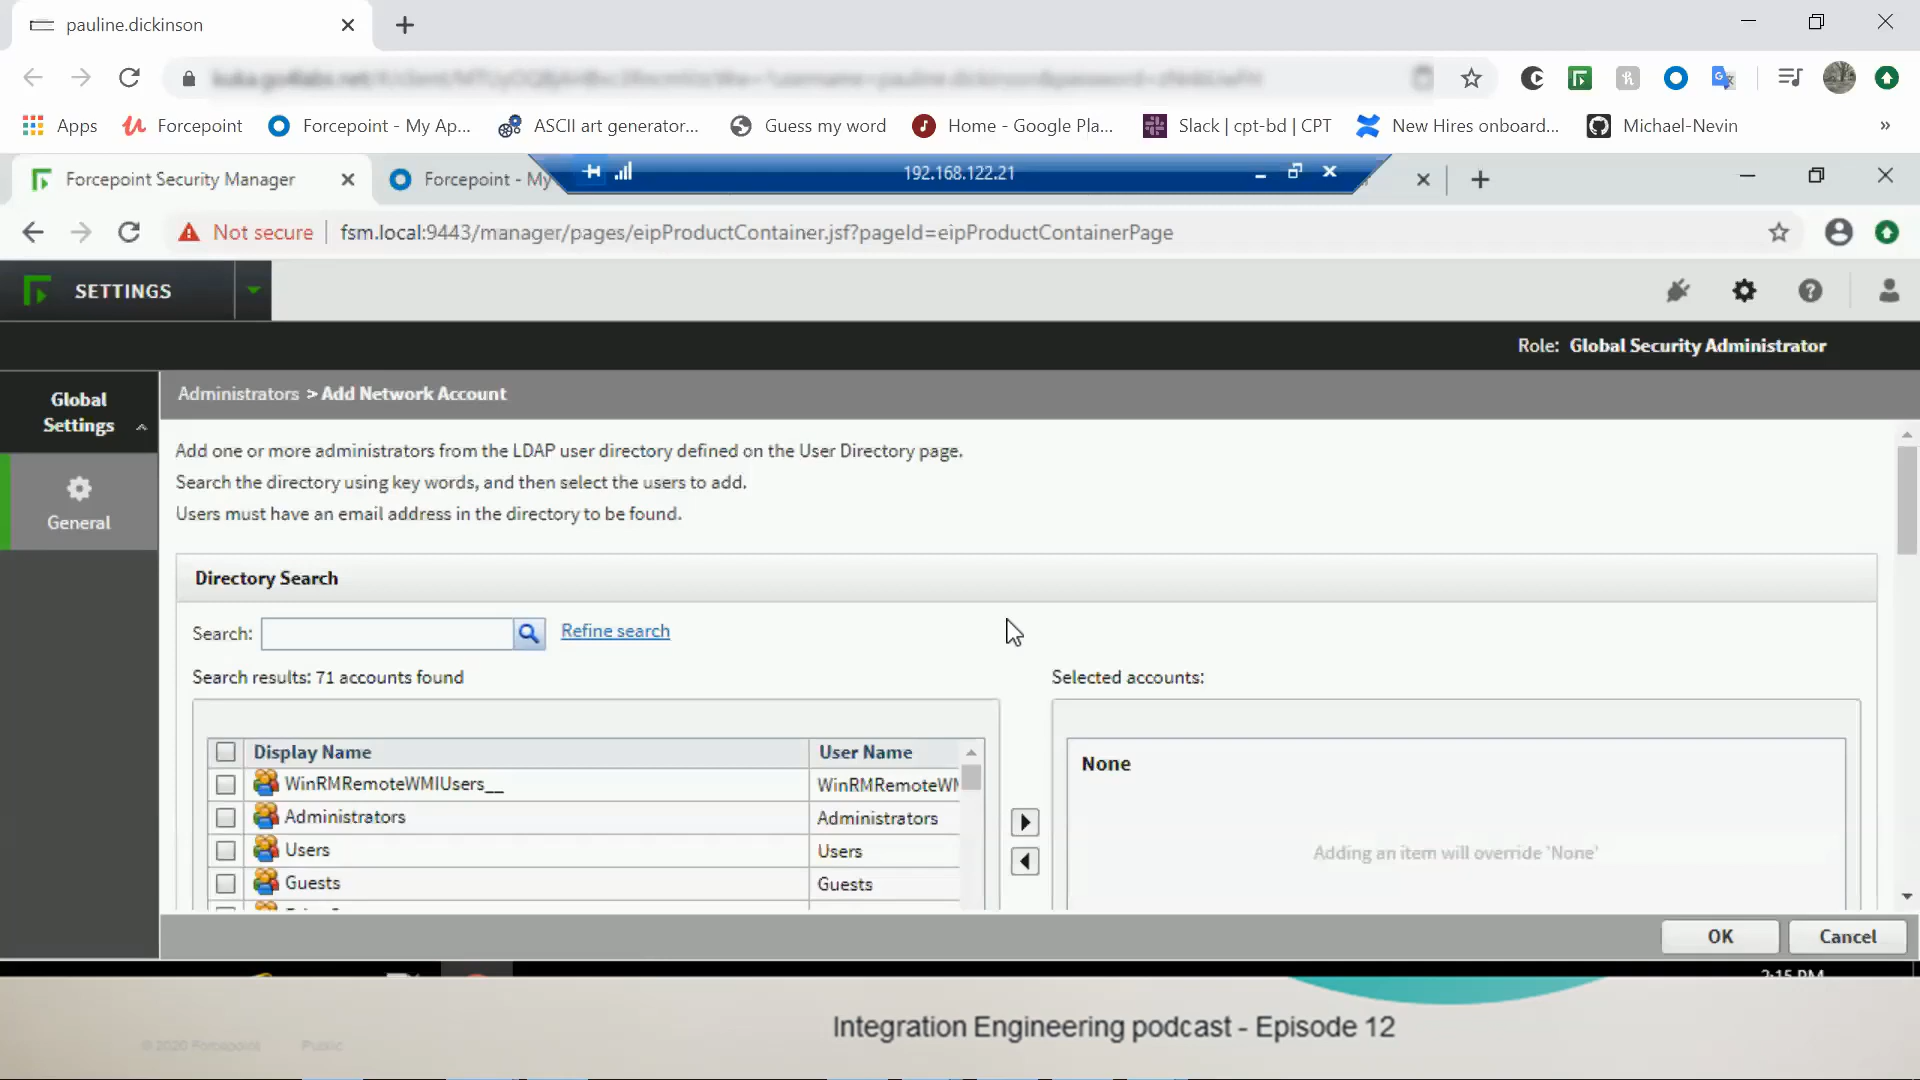 pauline.dickinson
Apps Forcepoint Forcepoint - My Ap... ASCII art generator... Guess my word Home - Google Pla... Slack | cpt-bd | CPT New Hires onboard... Michael-Nevin »
Forcepoint Security Manager Forcepoint - My 192.168.122.21
Not secure fsm.local:9443/manager/pages/eipProductContainer.jsf?pageId=eipProductContainerPage
SETTINGS
Role: Global Security Administrator
Global Settings
General
Administrators > Add Network Account
Add one or more administrators from the LDAP user directory defined on the User Directory page.
Search the directory using key words, and then select the users to add.
Users must have an email address in the directory to be found.
Directory Search
Search: Refine search
Search results: 71 accounts found
Selected accounts:
Display Name User Name
WinRMRemoteWMIUsers__ WinRMRemoteWM
Administrators Administrators
Users Users
Guests Guests
None
Adding an item will override 'None'
OK Cancel
2:15 PM
Integration Engineering podcast - Episode 12
© 2020 Forcepoint Public